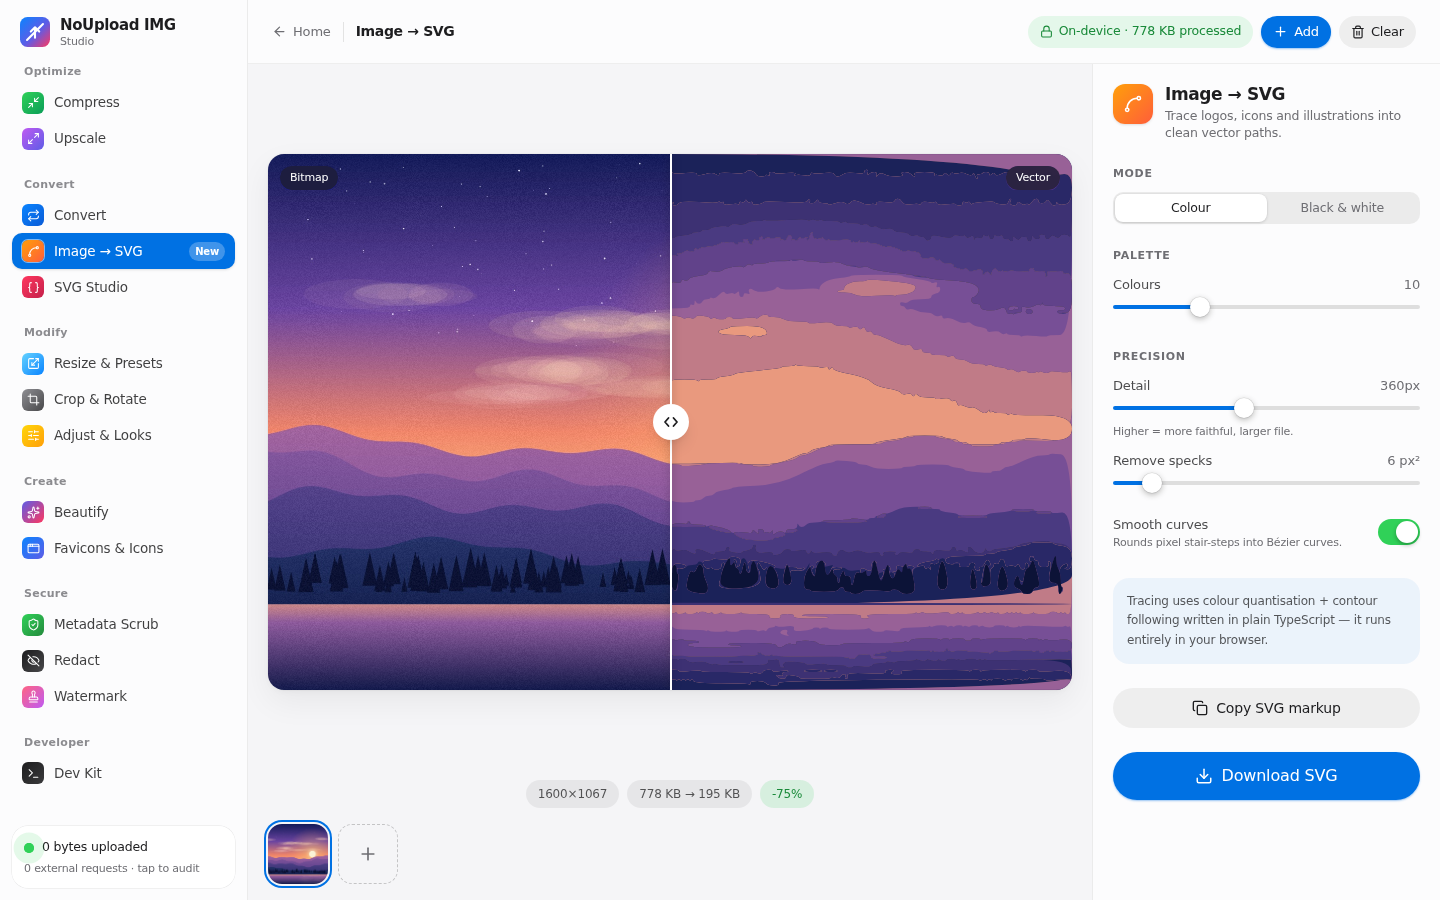 NoUpload IMG
Studio
Optimize
Compress
Upscale
Convert
Convert
Image → SVG
New
SVG Studio
Modify
Resize & Presets
Crop & Rotate
Adjust & Looks
Create
Beautify
Favicons & Icons
Secure
Metadata Scrub
Redact
Watermark
Developer
Dev Kit
0 bytes uploaded
0 external requests · tap to audit
Home
Image → SVG
On-device · 778 KB processed
Add
Clear
Bitmap
Vector
1600×1067
778 KB → 195 KB
-75%
Image → SVG
Trace logos, icons and illustrations into
clean vector paths.
MODE
Colour
Black & white
PALETTE
Colours
10
PRECISION
Detail
360px
Higher = more faithful, larger file.
Remove specks
6 px²
Smooth curves
Rounds pixel stair-steps into Bézier curves.
Tracing uses colour quantisation + contour
following written in plain TypeScript — it runs
entirely in your browser.
Copy SVG markup
Download SVG